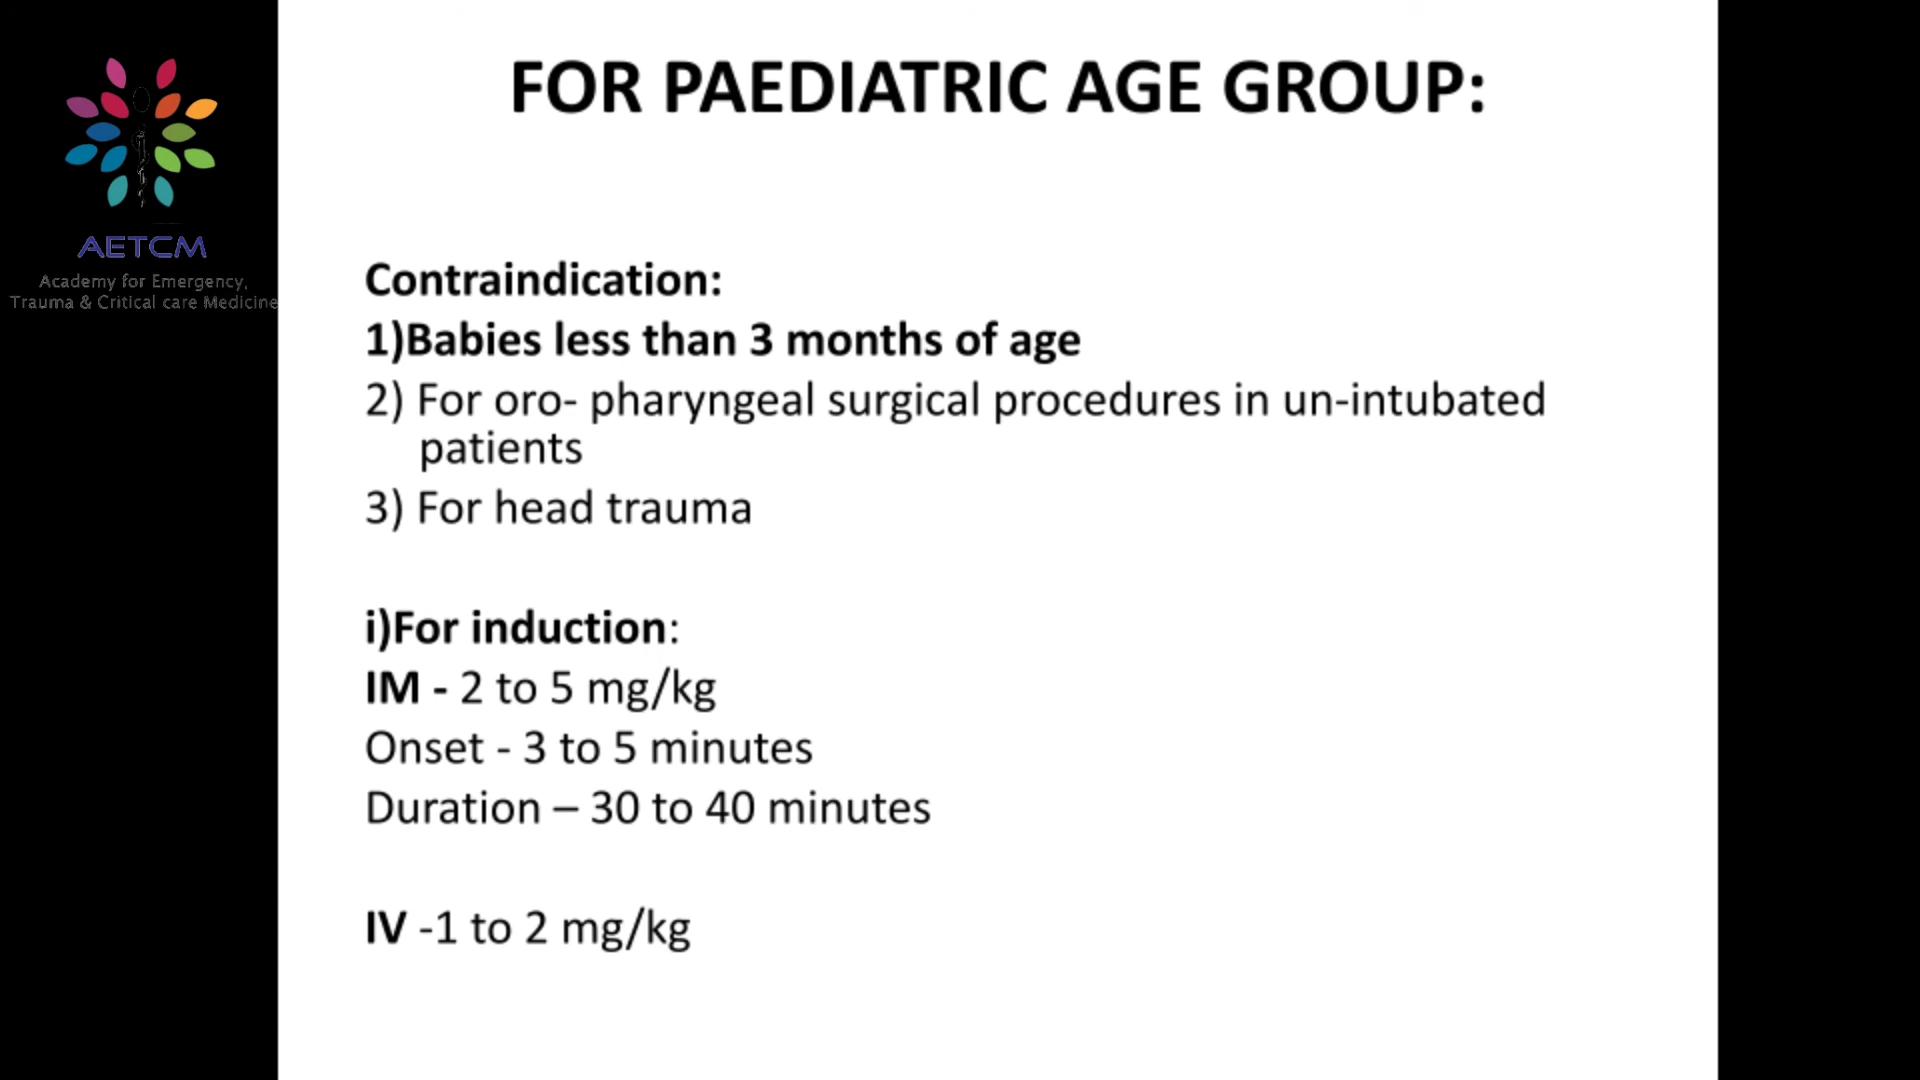 AETCM
Academy for Emergency,
Trauma & Critical care Medicine
FOR PAEDIATRIC AGE GROUP:
Contraindication:
1)Babies less than 3 months of age
2) For oro- pharyngeal surgical procedures in un-intubated
patients
3) For head trauma
i)For induction:
IM - 2 to 5 mg/kg
Onset - 3 to 5 minutes
Duration – 30 to 40 minutes
IV -1 to 2 mg/kg